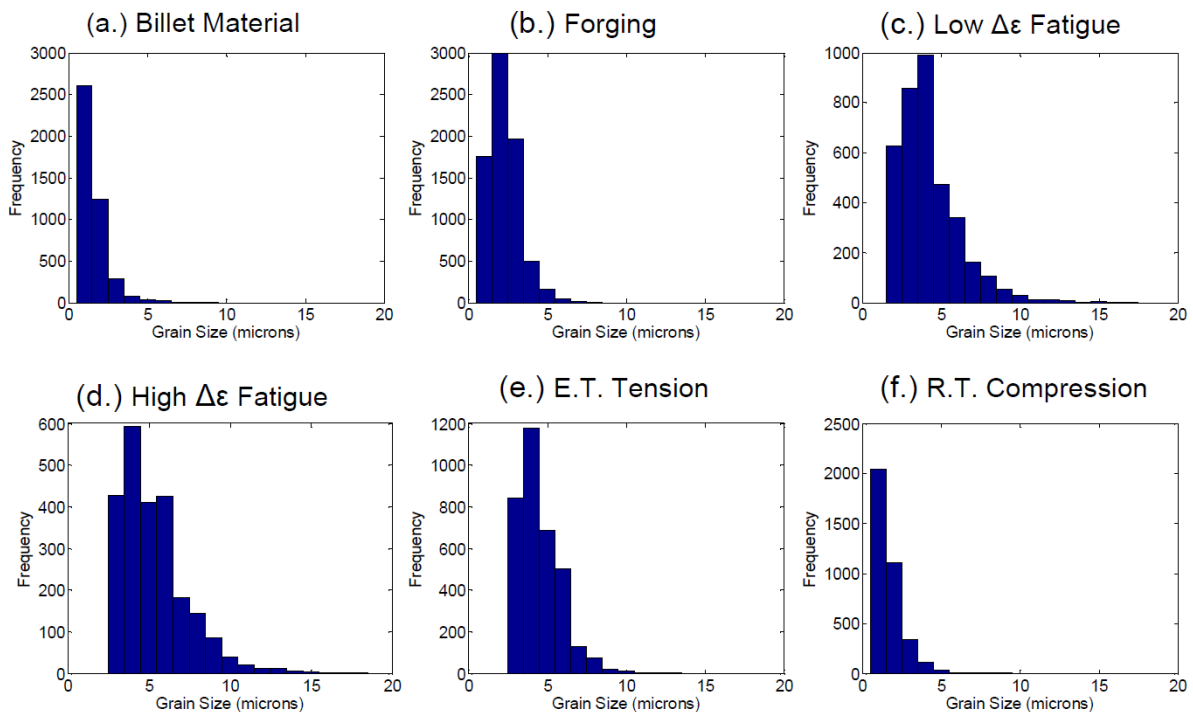 (a.) Billet Material
3000
2500
2000
1500
1000
500
0
Frequency
0 5 10 15 20
Grain Size (microns)
(b.) Forging
3000
2500
2000
1500
1000
500
0
Frequency
0 5 10 15 20
Grain Size (microns)
(c.) Low Δε Fatigue
1000
800
600
400
200
0
Frequency
0 5 10 15 20
Grain Size (microns)
(d.) High Δε Fatigue
600
500
400
300
200
100
0
Frequency
0 5 10 15 20
Grain Size (microns)
(e.) E.T. Tension
1200
1000
800
600
400
200
0
Frequency
0 5 10 15 20
Grain Size (microns)
(f.) R.T. Compression
2500
2000
1500
1000
500
0
Frequency
0 5 10 15 20
Grain Size (microns)